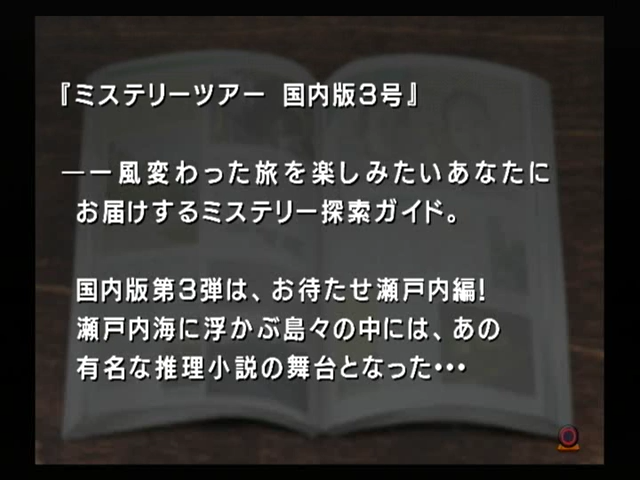 『ミステリーツアー 国内版3号』
―一風変わった旅を楽しみたいあなたに
お届けするミステリー探索ガイド。
国内版第3弾は、お待たせ瀬戸内編!
瀬戸内海に浮かぶ島々の中には、あの
有名な推理小説の舞台となった・・・